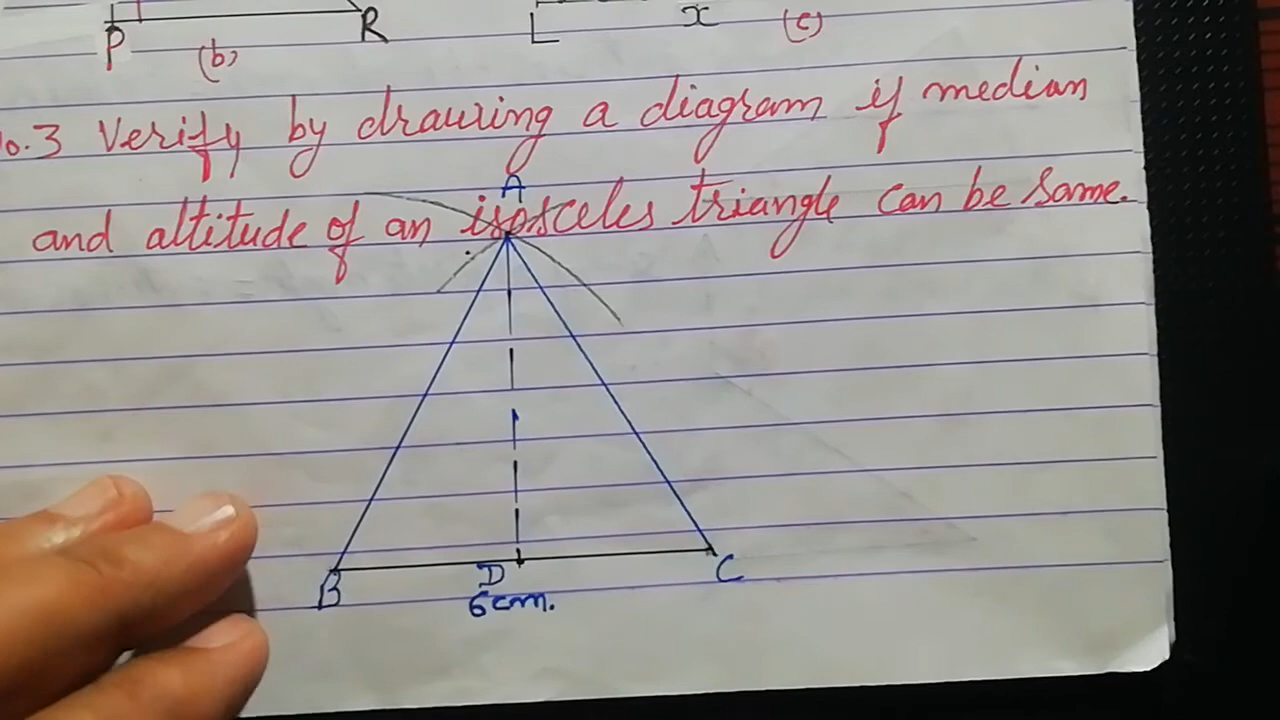 P
R
L
x
(b)
(c)
o.3 Verify by drawing a diagram if median
and altitude of an isosceles triangle can be same.
A
B
D
C
6cm.